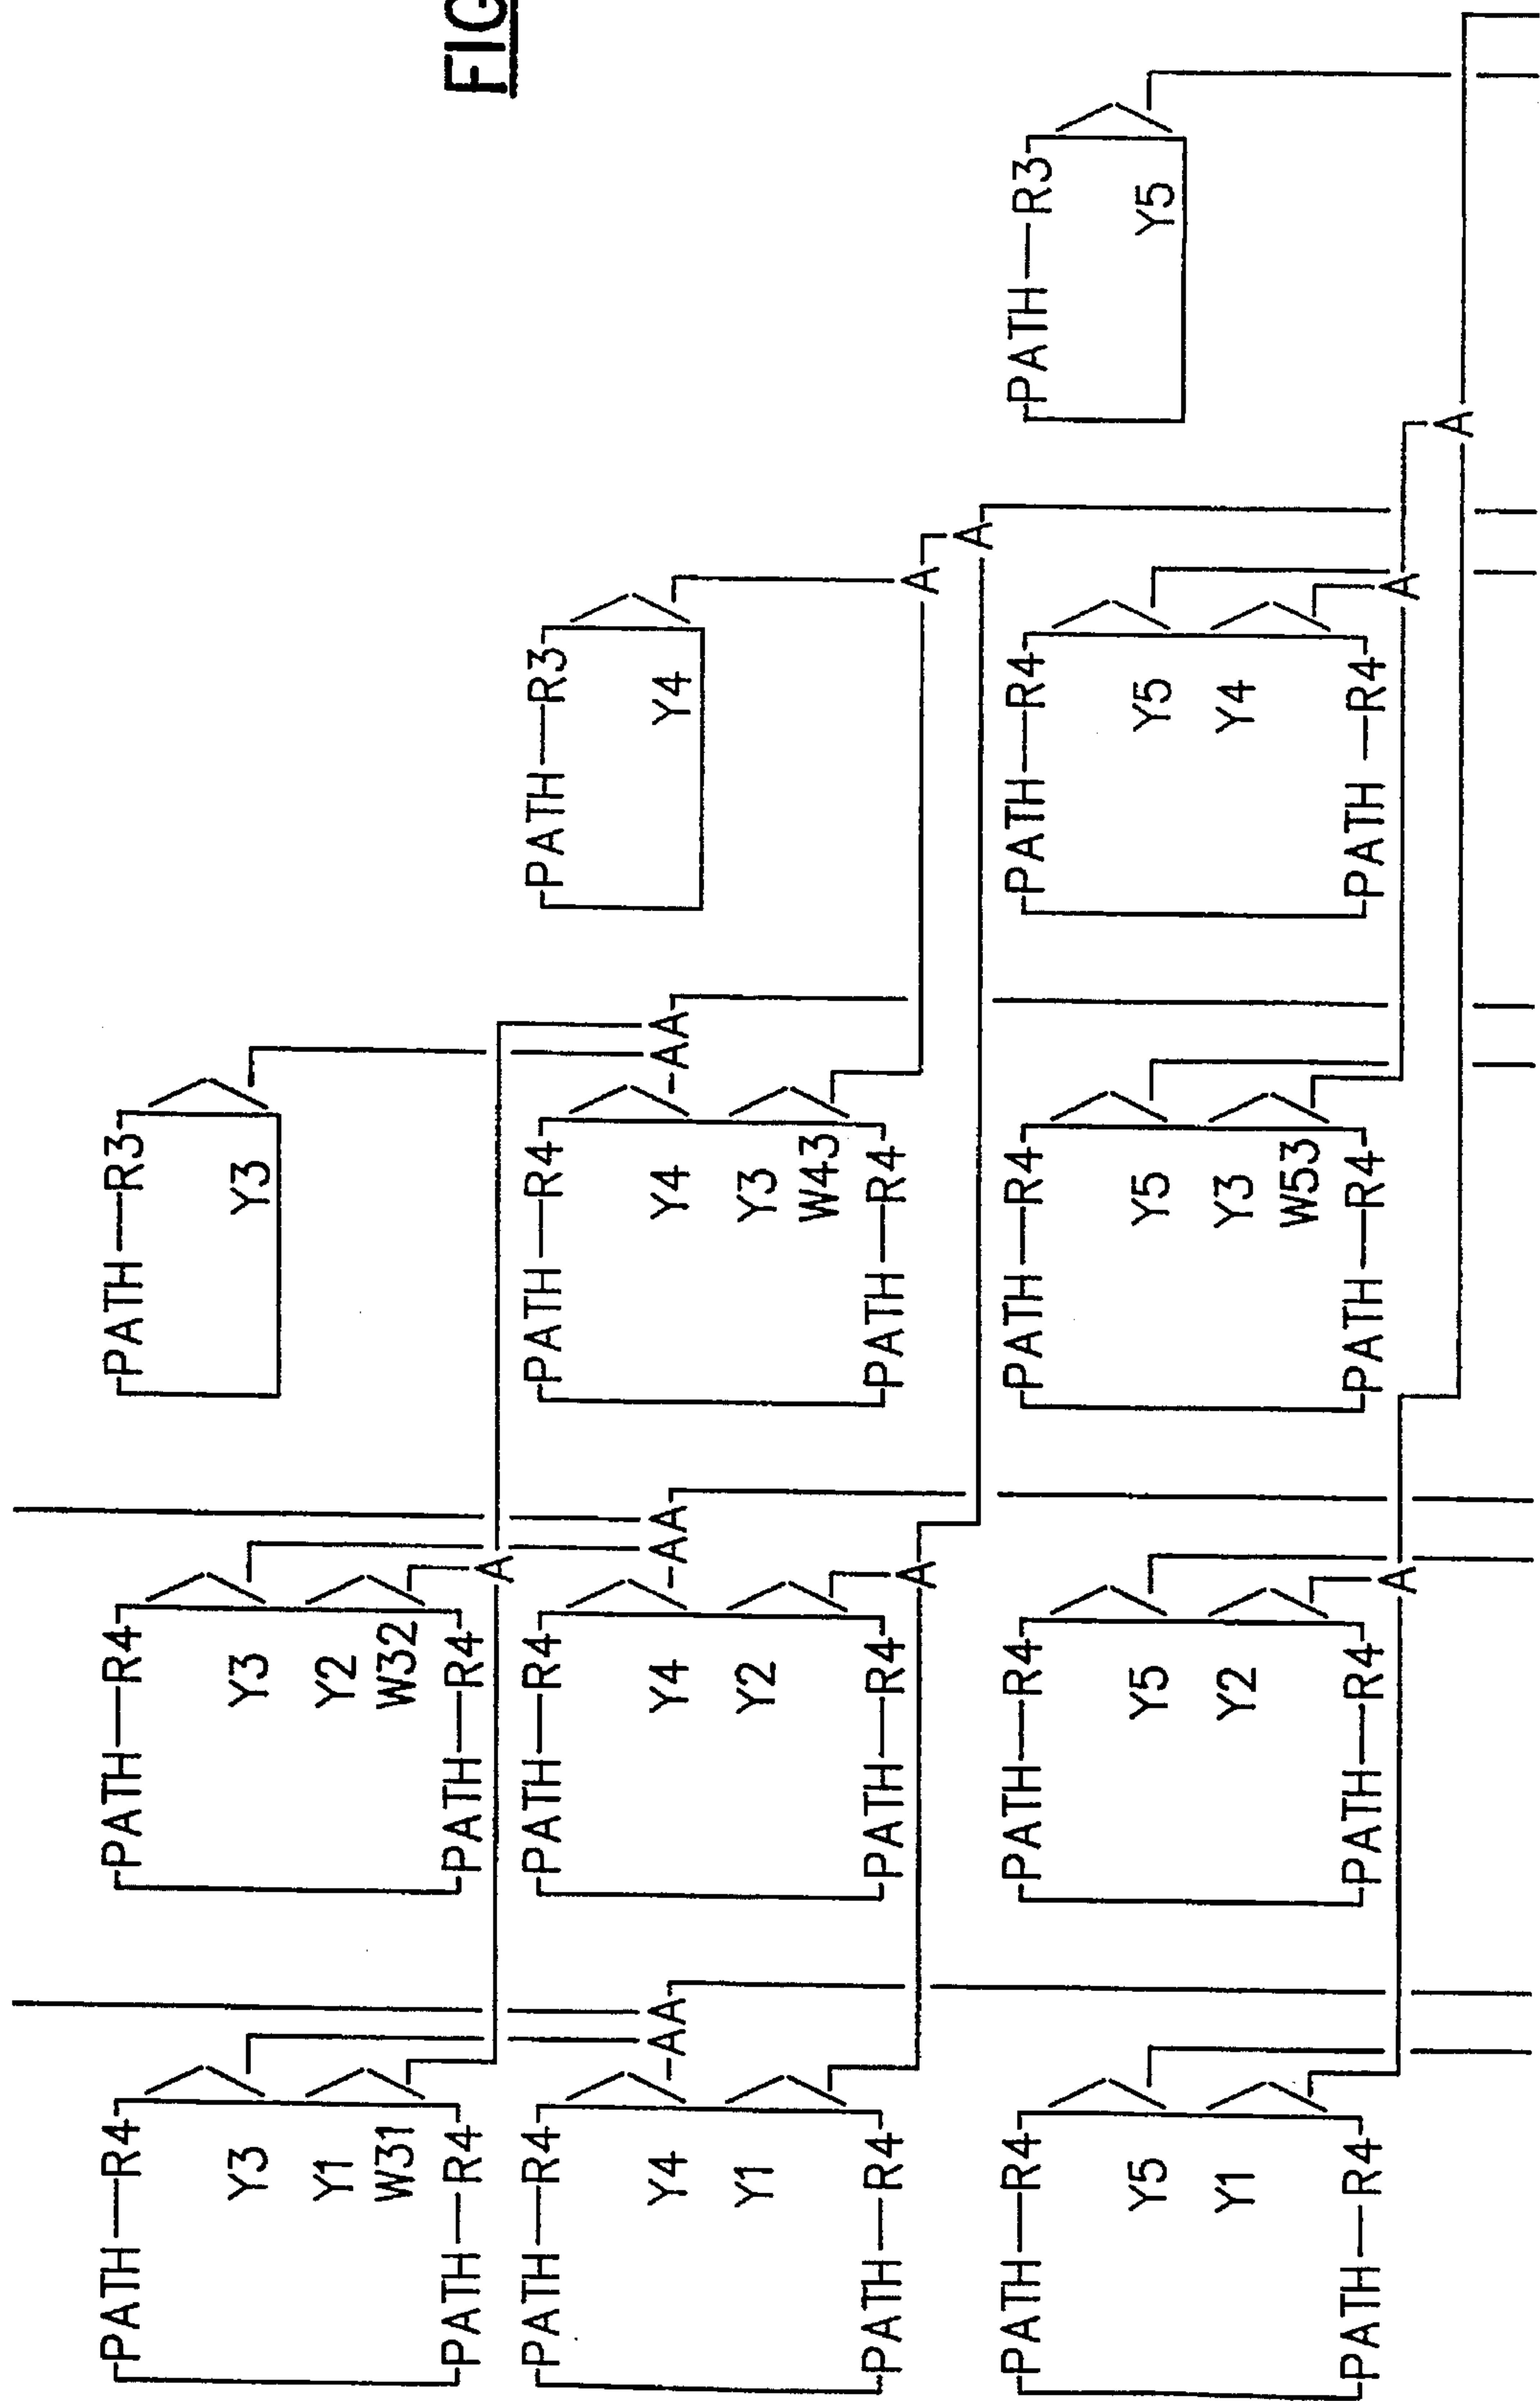 PATH—R4 PATH—R4 PATH—R3
Y3 Y3 Y3
Y1 Y2
W31 W32
PATH—R4 PATH—R4
FIG
A
PATH—R4 PATH—R4 PATH—R4 PATH—R3
Y4 AA Y4 AA Y4 AA Y4
Y1 Y2 Y3
W43
PATH—R4 PATH—R4 PATH—R4
A A
A
PATH—R4 PATH—R4 PATH—R4 PATH—R4 PATH—R3
Y5 Y5 Y5 Y5 Y5
Y1 Y2 Y3 Y4
W53
PATH—R4 PATH—R4 PATH—R4 PATH—R4
A A
A